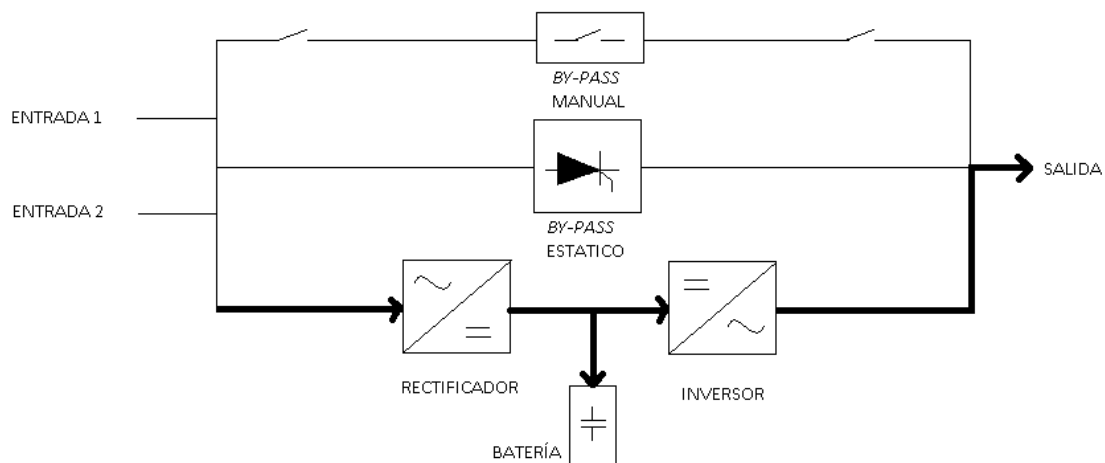 BY-PASS
MANUAL
ENTRADA 1
SALIDA
ENTRADA 2
BY-PASS
ESTATICO
RECTIFICADOR
INVERSOR
BATERÍA